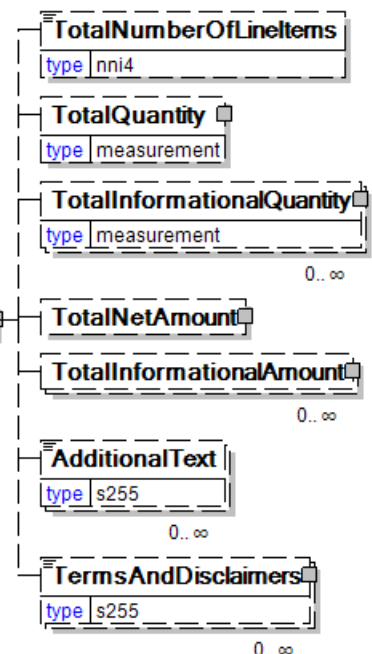 TotalNumberOfLineItems
type nni4
TotalQuantity
type measurement
TotalInformationalQuantity
type measurement
0.. ∞
TotalNetAmount
TotalInformationalAmount
0.. ∞
AdditionalText
type s255
0.. ∞
TermsAndDisclaimers
type s255
0.. ∞